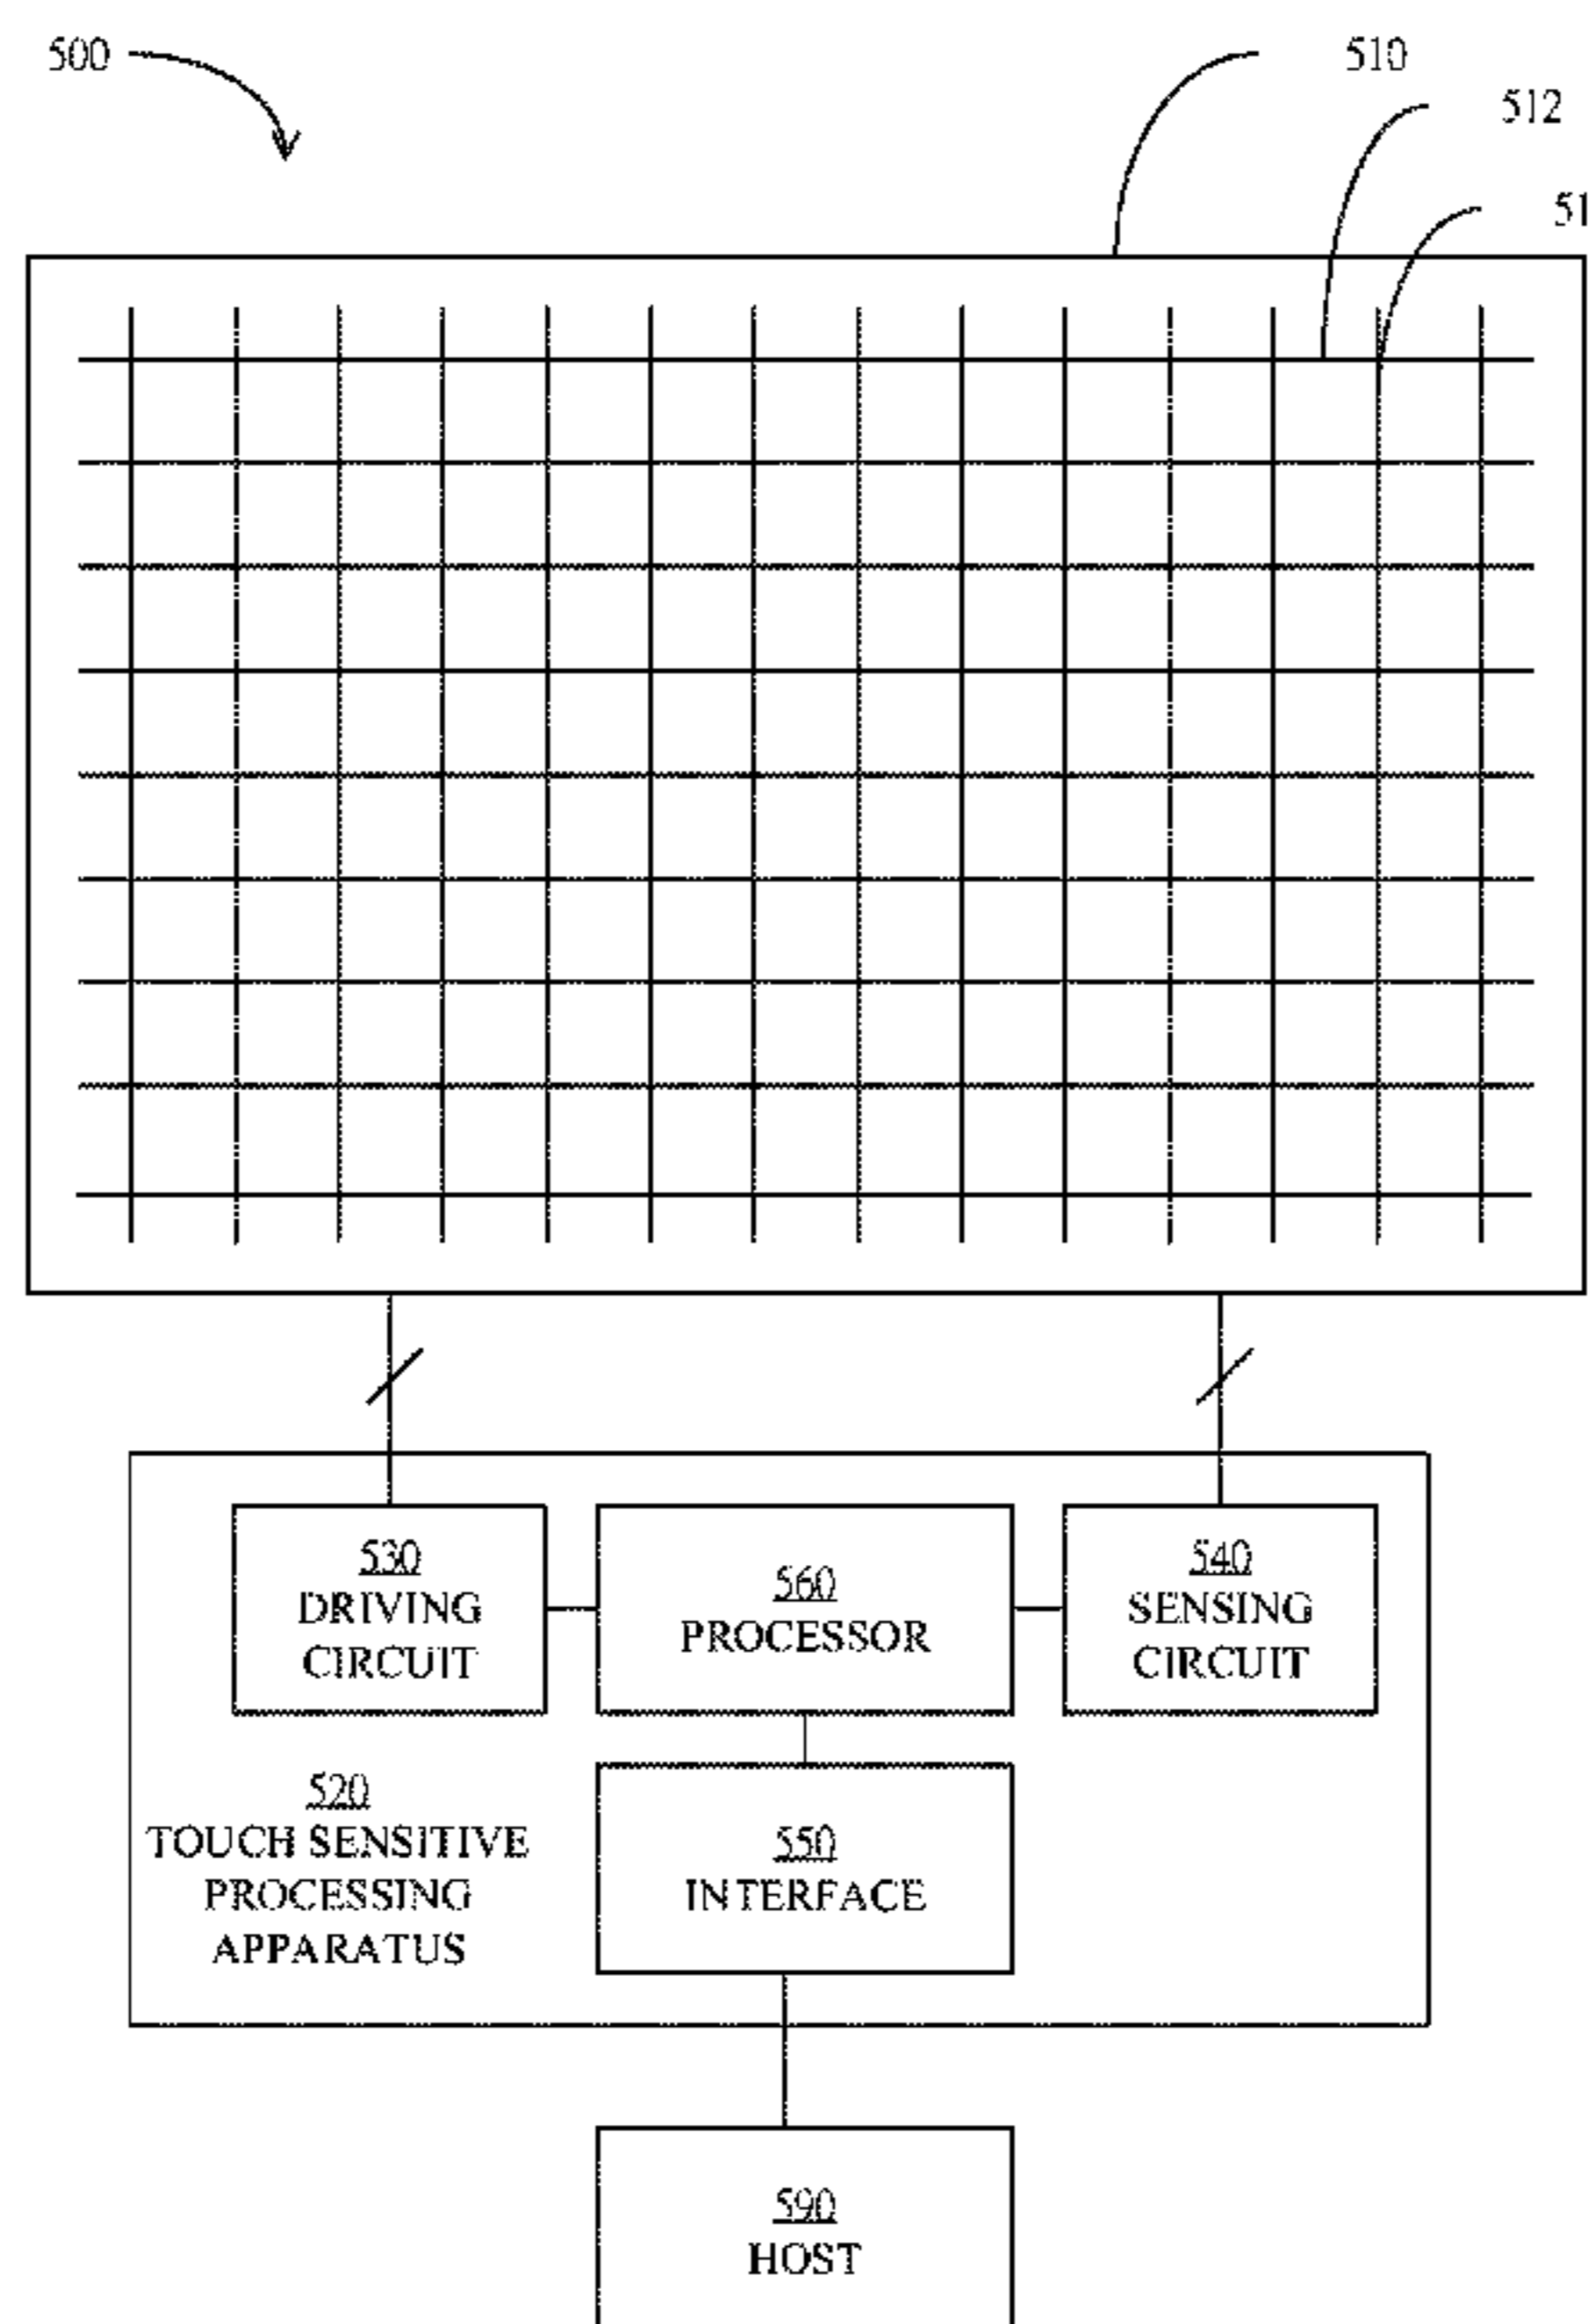 500
510
512
51
530
DRIVING
CIRCUIT
560
PROCESSOR
540
SENSING
CIRCUIT
520
TOUCH SENSITIVE
PROCESSING
APPARATUS
550
INTERFACE
590
HOST